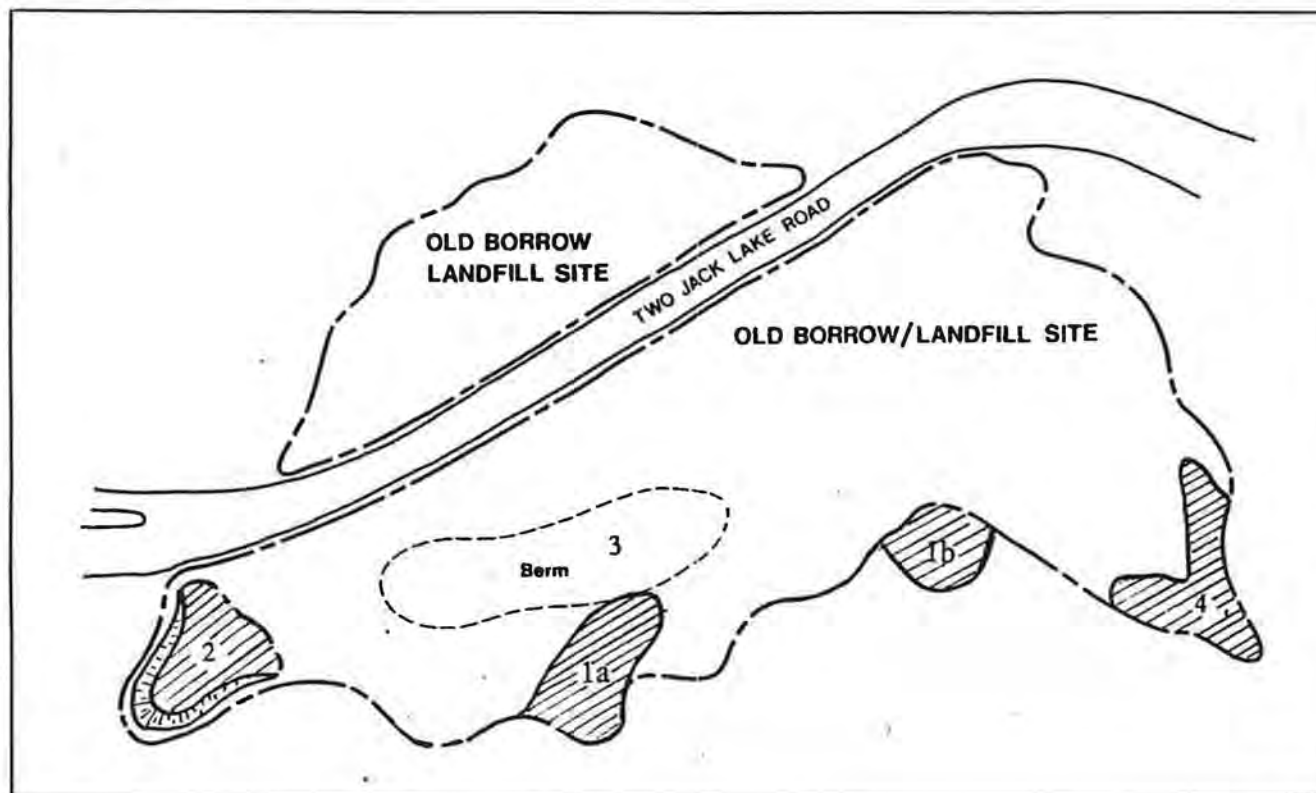 OLD BORROW
LANDFILL SITE
TWO JACK LAKE ROAD
OLD BORROW/LANDFILL SITE
3
Berm
1b
4
2
1a